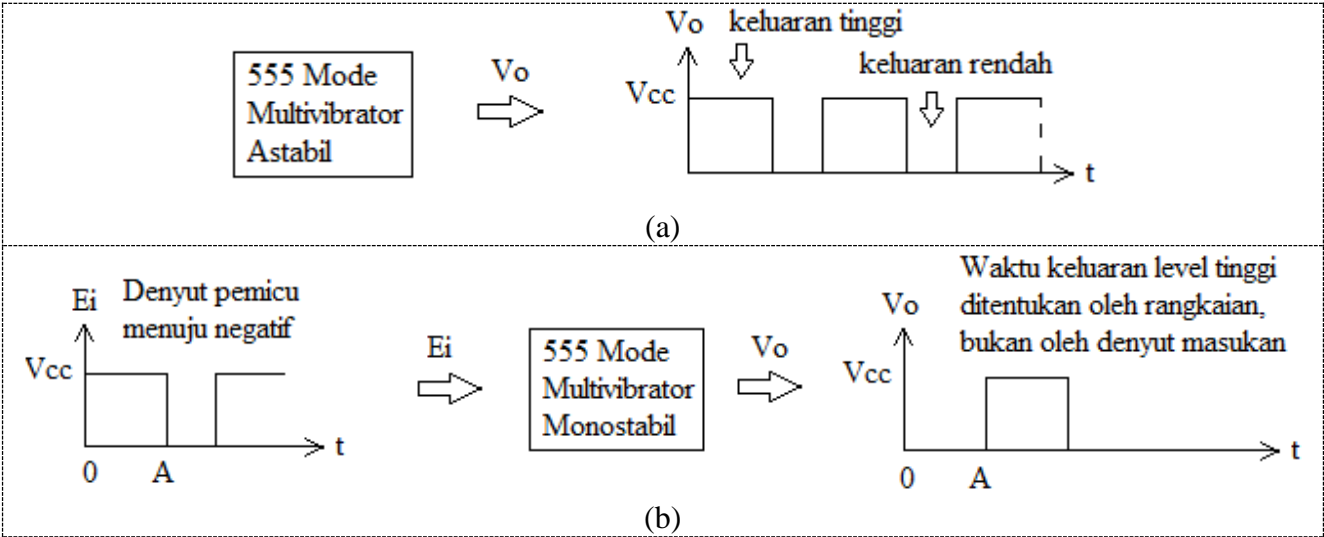 Vo keluaran tinggi
555 Mode
Multivibrator
Astabil
Vo
Vcc
keluaran rendah
t
(a)
Ei
Denyut pemicu
menuju negatif
Vcc
t
0 A
Ei
555 Mode
Multivibrator
Monostabil
Vo
Waktu keluaran level tinggi
ditentukan oleh rangkaian,
bukan oleh denyut masukan
Vo
Vcc
t
0 A
(b)